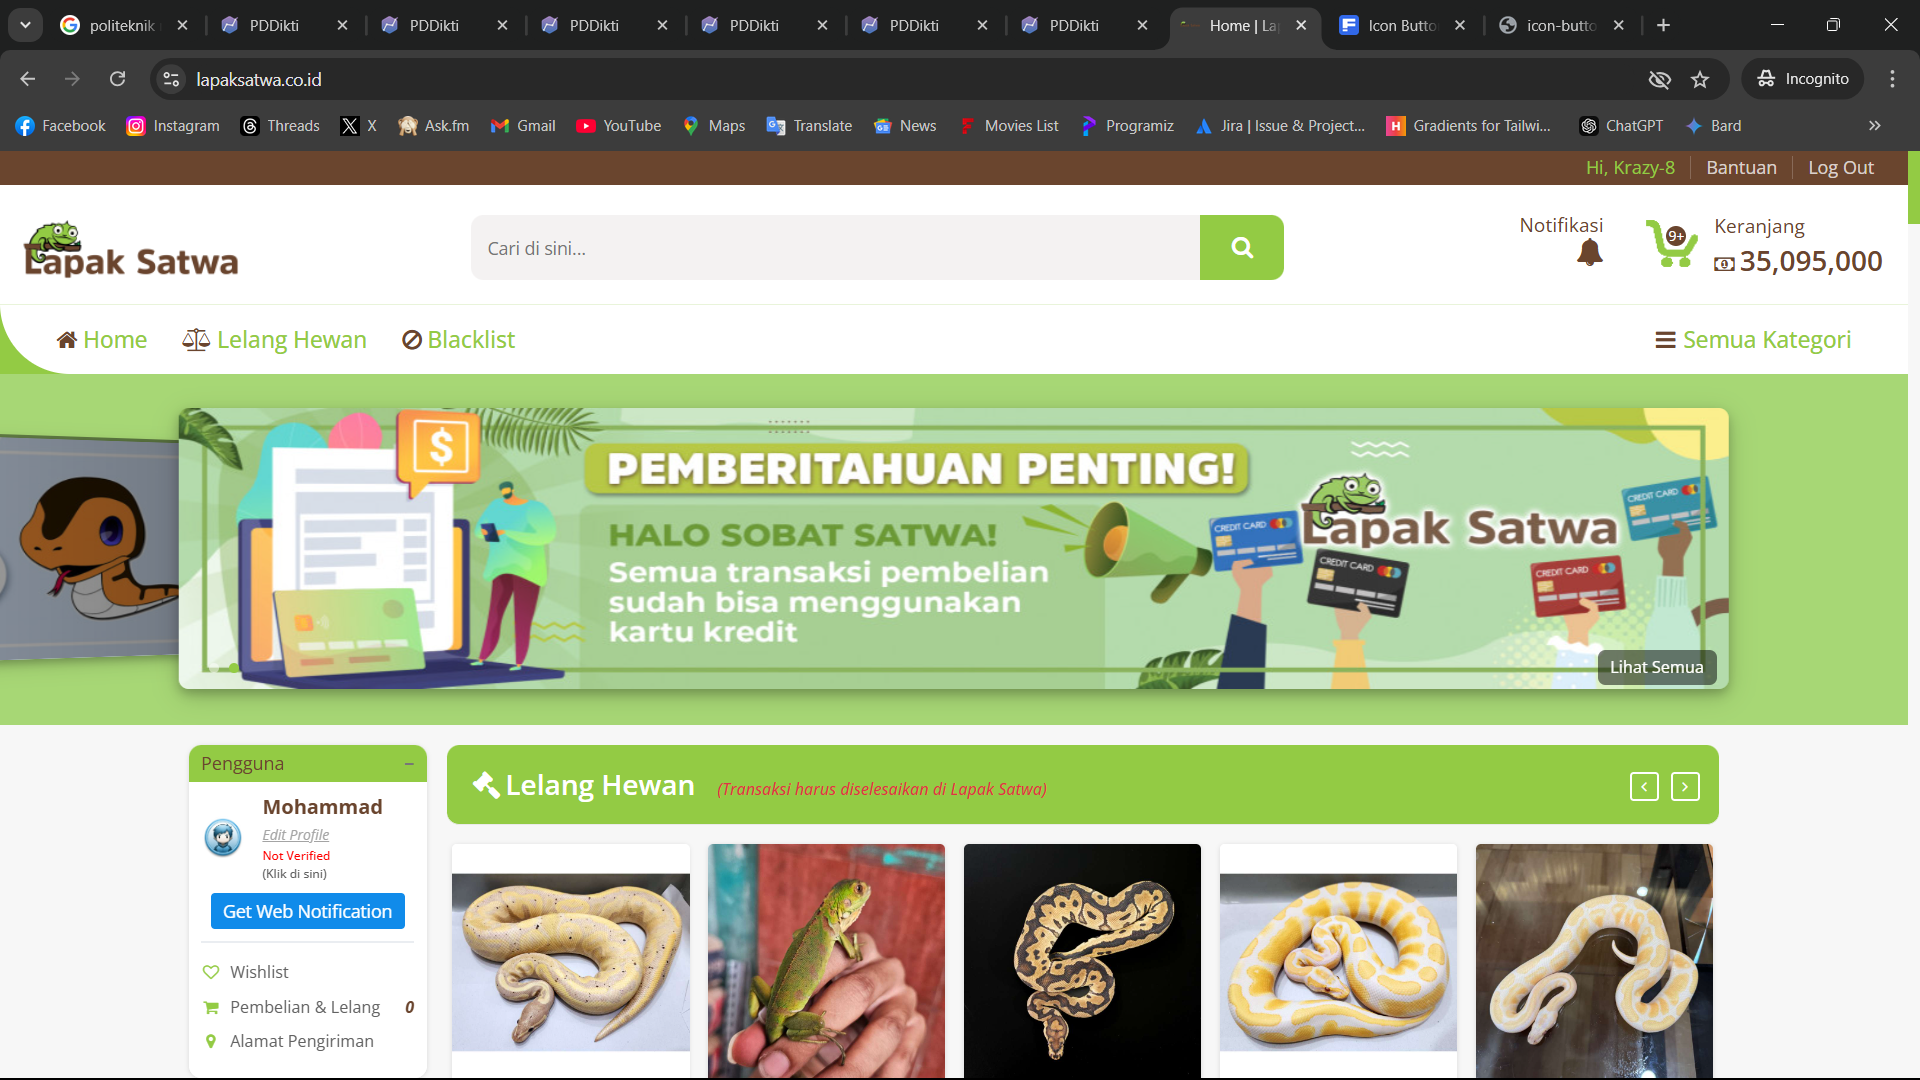 politeknik
PDDikti
PDDikti
PDDikti
PDDikti
PDDikti
PDDikti
Home | La
Icon Butto
icon-butto
lapaksatwa.co.id
Incognito
Facebook
Instagram
Threads
X
Ask.fm
Gmail
YouTube
Maps
Translate
News
Movies List
Programiz
Jira | Issue & Project...
Gradients for Tailwi...
ChatGPT
Bard
Hi, Krazy-8
Bantuan
Log Out
Lapak Satwa
Cari di sini...
Notifikasi
9+
Keranjang
35,095,000
Home
Lelang Hewan
Blacklist
Semua Kategori
$
PEMBERITAHUAN PENTING!
HALO SOBAT SATWA!
Semua transaksi pembelian
sudah bisa menggunakan
kartu kredit
CREDIT CARD
Lapak Satwa
CREDIT CARD
CREDIT CARD
CREDIT CARD
Lihat Semua
Pengguna
Mohammad
Edit Profile
Not Verified
(Klik di sini)
Get Web Notification
Wishlist
Pembelian & Lelang 0
Alamat Pengiriman
Lelang Hewan (Transaksi harus diselesaikan di Lapak Satwa)